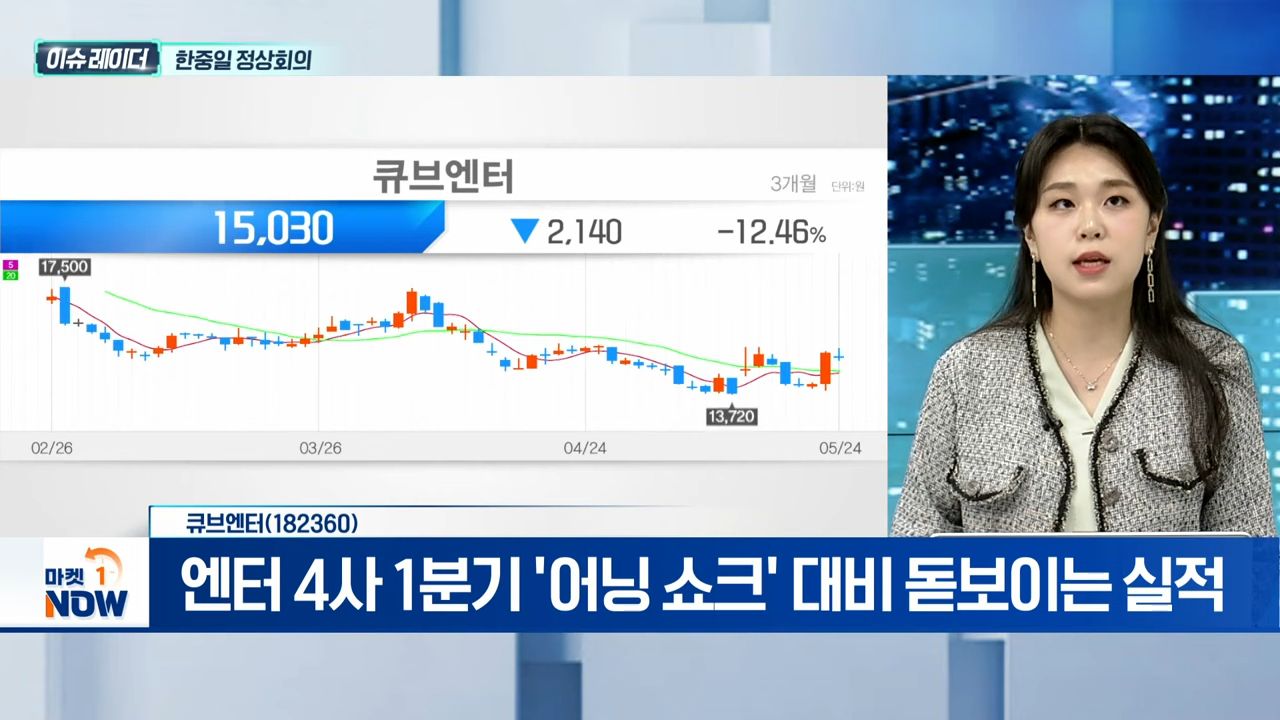 이슈 레이더 한중일 정상회의
큐브엔터
3개월 단위:원
15,030 ▼ 2,140 -12.46%
5
20
17,500
13,720
02/26 03/26 04/24 05/24
큐브엔터(182360)
마켓 1
NOW
엔터 4사 1분기 '어닝 쇼크' 대비 돋보이는 실적